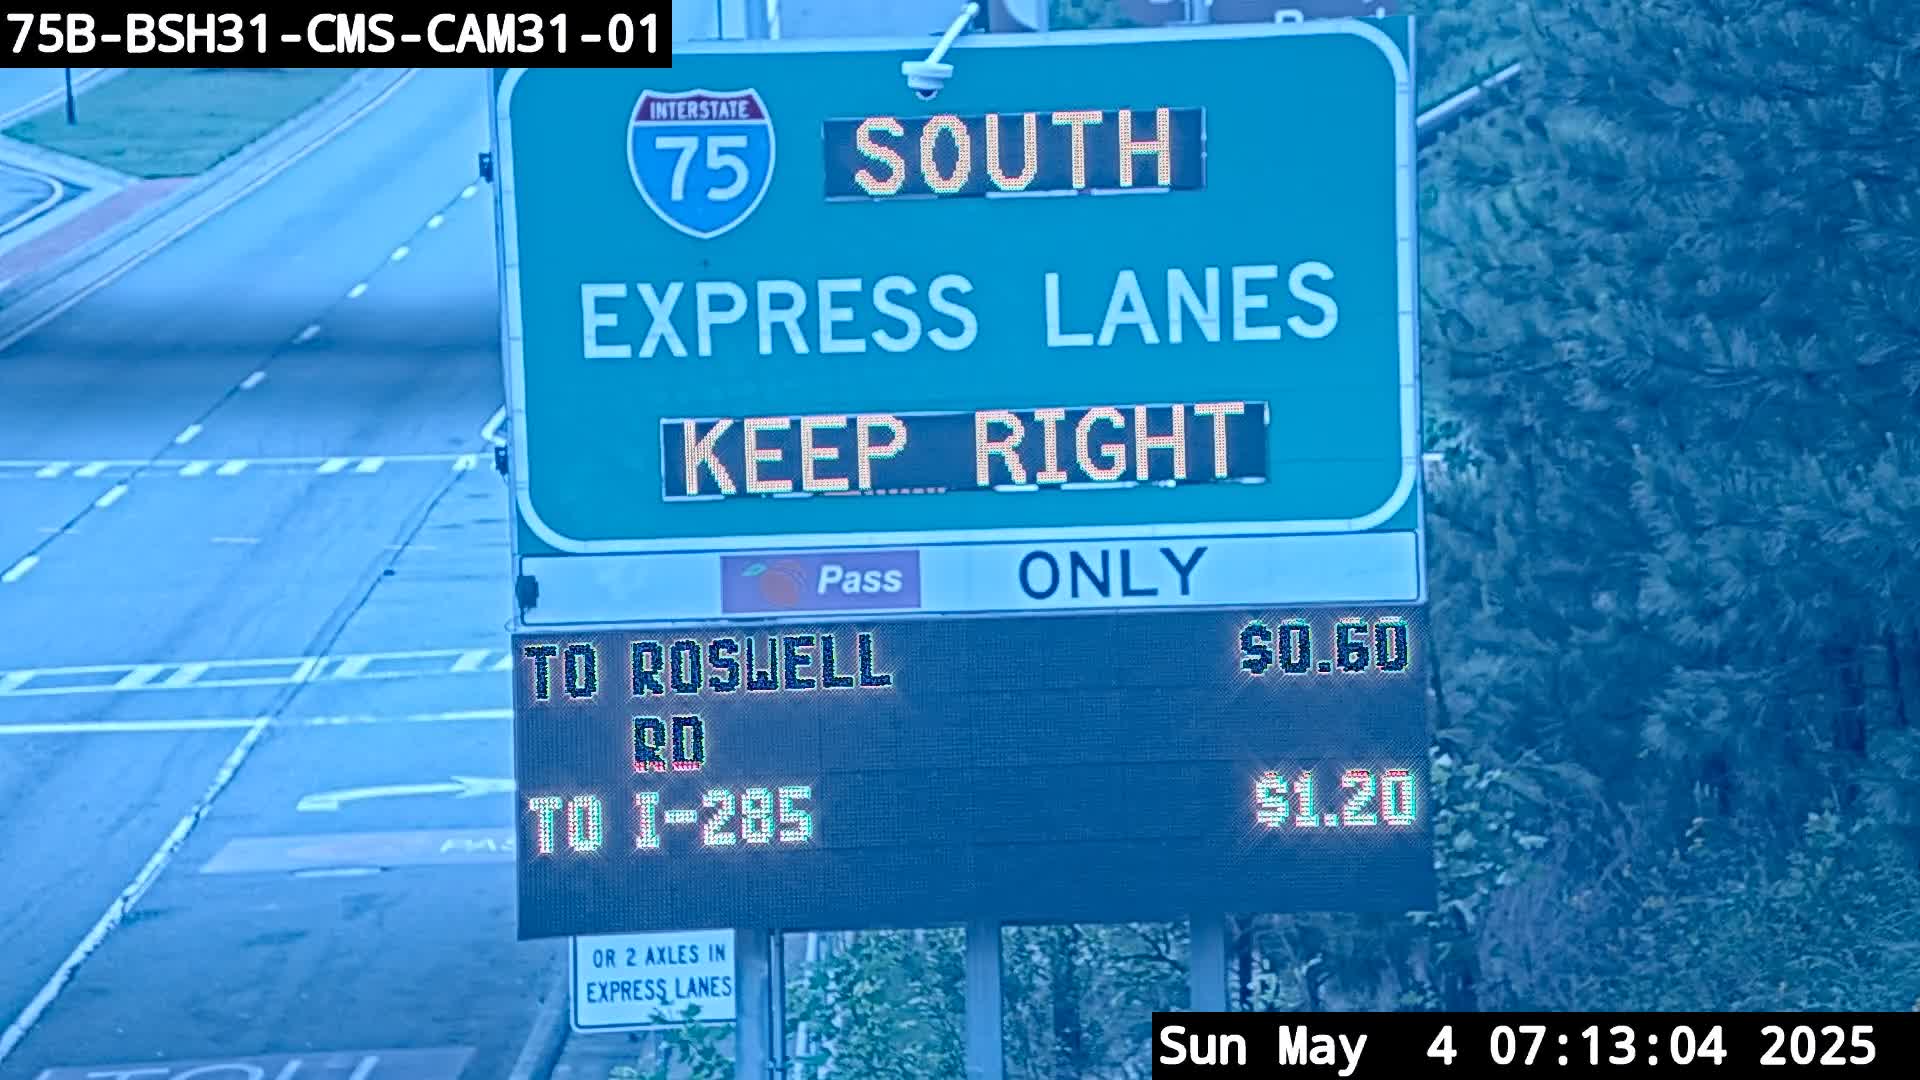 75B-BSH31-CMS-CAM31-01
INTERSTATE
75
SOUTH
EXPRESS LANES
KEEP RIGHT
Pass ONLY
TO ROSWELL $0.60
RD
TO I-285 $1.20
OR 2 AXLES IN
EXPRESS LANES
Sun May 4 07:13:04 2025